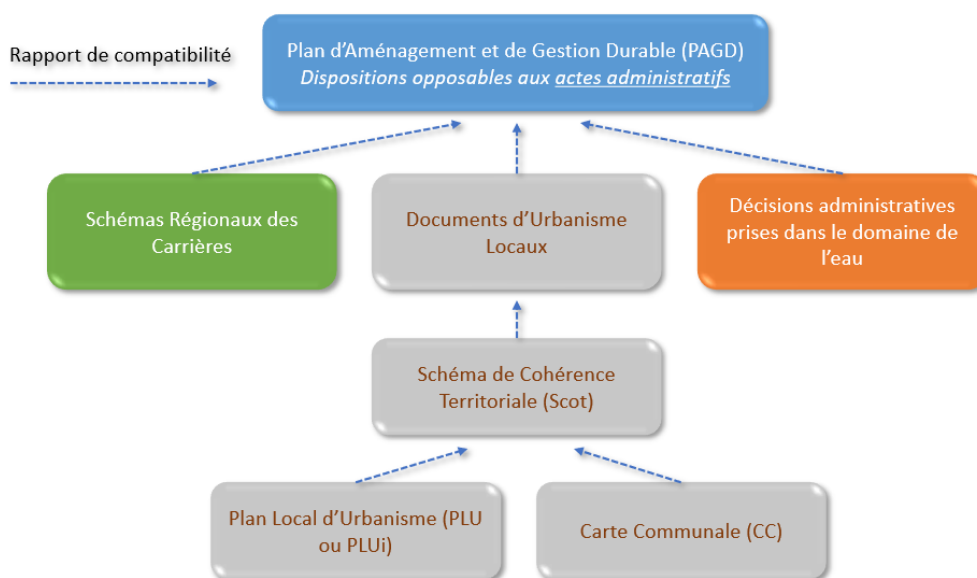 Rapport de compatibilité
Plan d’Aménagement et de Gestion Durable (PAGD)
Dispositions opposables aux actes administratifs
Schémas Régionaux des
Carrières
Documents d’Urbanisme
Locaux
Décisions administratives
prises dans le domaine de
l’eau
Schéma de Cohérence
Territoriale (Scot)
Plan Local d’Urbanisme (PLU
ou PLUi)
Carte Communale (CC)